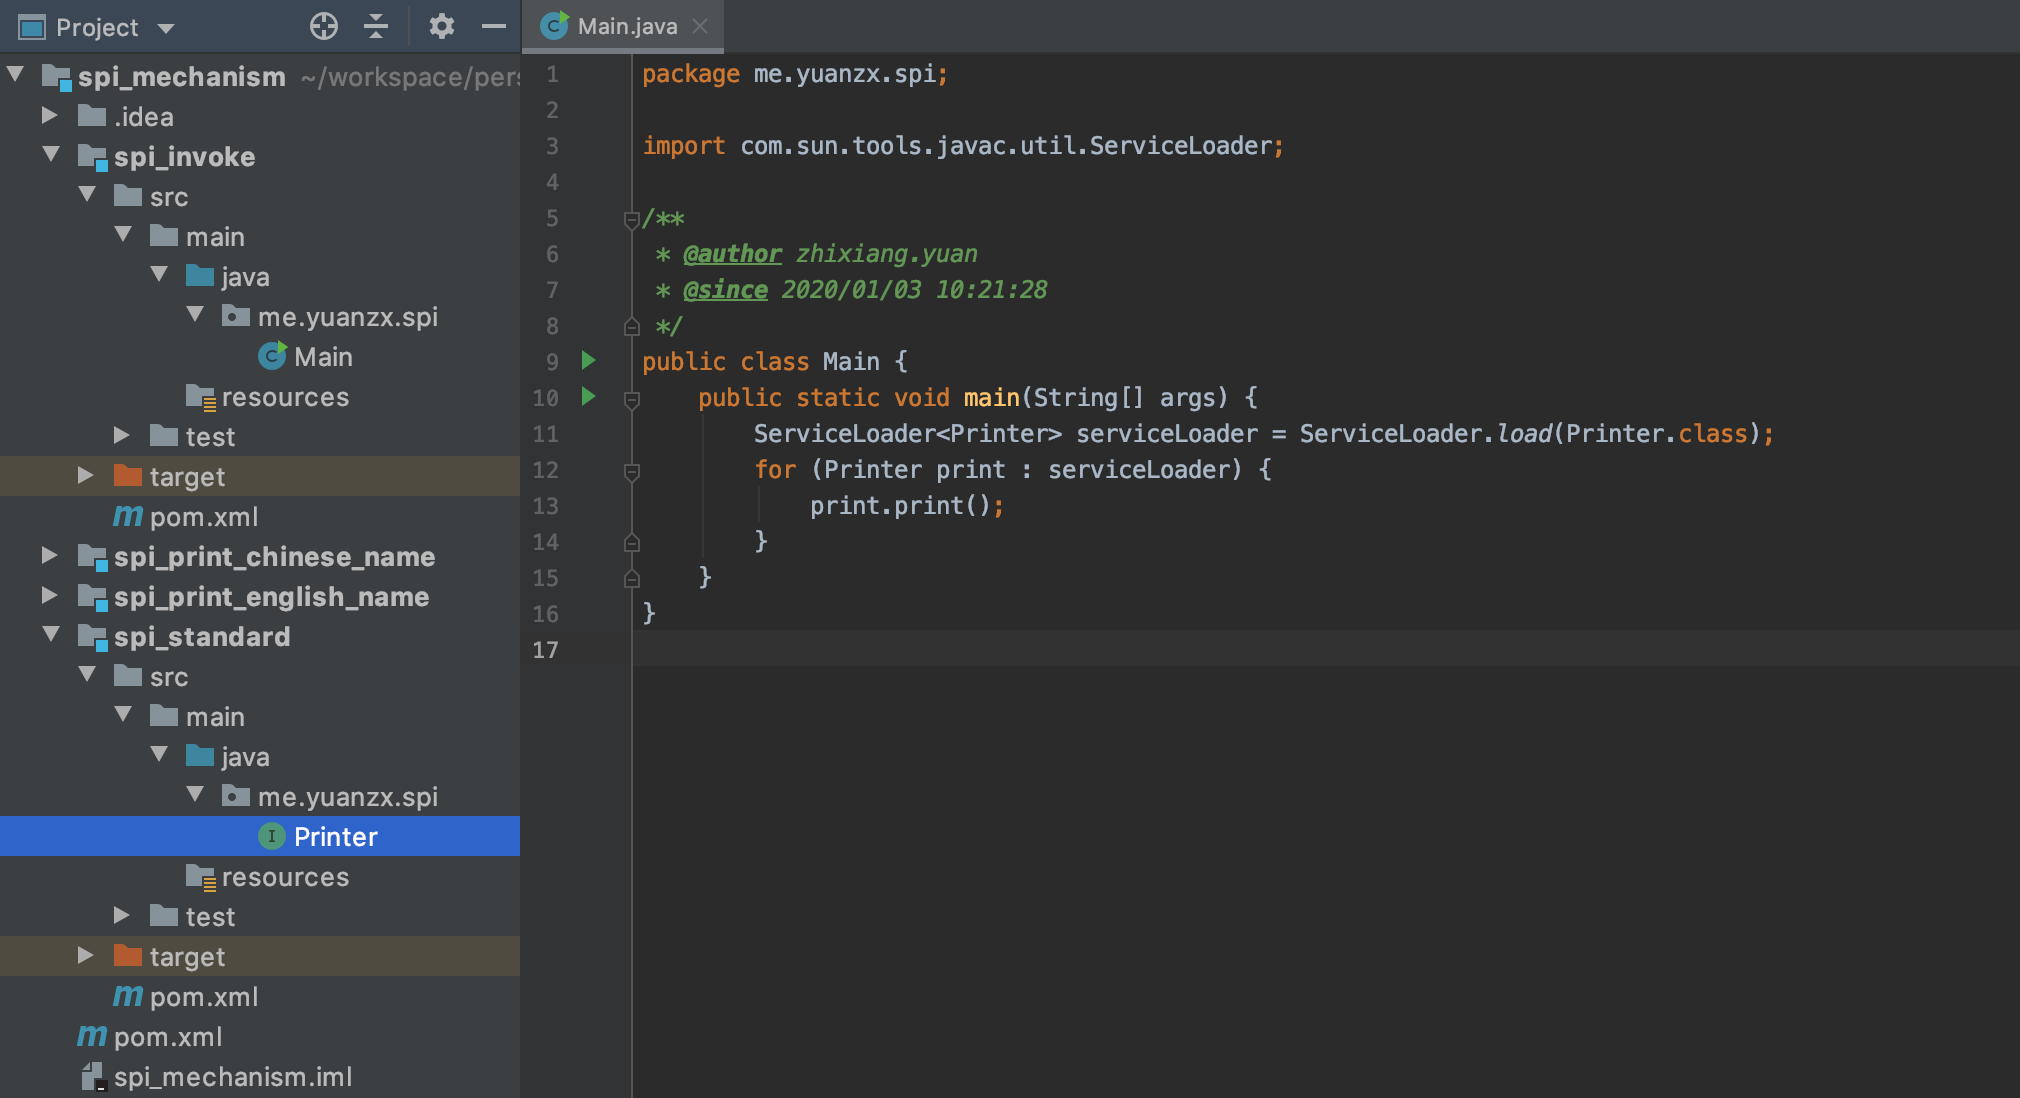 Project
spi_mechanism ~/workspace/pers
.idea
spi_invoke
src
main
java
me.yuanzx.spi
Main
resources
test
target
pom.xml
spi_print_chinese_name
spi_print_english_name
spi_standard
src
main
java
me.yuanzx.spi
Printer
resources
test
target
pom.xml
pom.xml
spi_mechanism.iml
Main.java
1 package me.yuanzx.spi;
2
3 import com.sun.tools.javac.util.ServiceLoader;
4
5 /**
6  * @author zhixiang.yuan
7  * @since 2020/01/03 10:21:28
8  */
9 public class Main {
10     public static void main(String[] args) {
11         ServiceLoader<Printer> serviceLoader = ServiceLoader.load(Printer.class);
12         for (Printer print : serviceLoader) {
13             print.print();
14         }
15     }
16 }
17